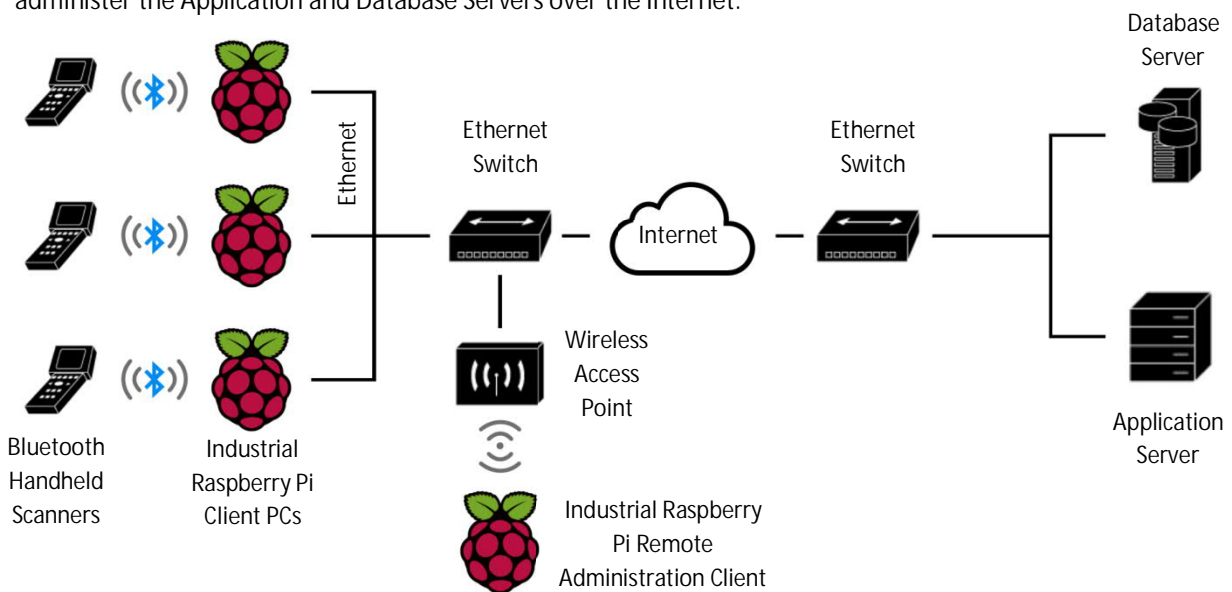 administer the Application and Database Servers over the Internet.
Database
Server
Ethernet
Ethernet
Switch
Internet
Ethernet
Switch
Wireless
Access
Point
Application
Server
Bluetooth
Handheld
Scanners
Industrial
Raspberry Pi
Client PCs
Industrial Raspberry
Pi Remote
Administration Client